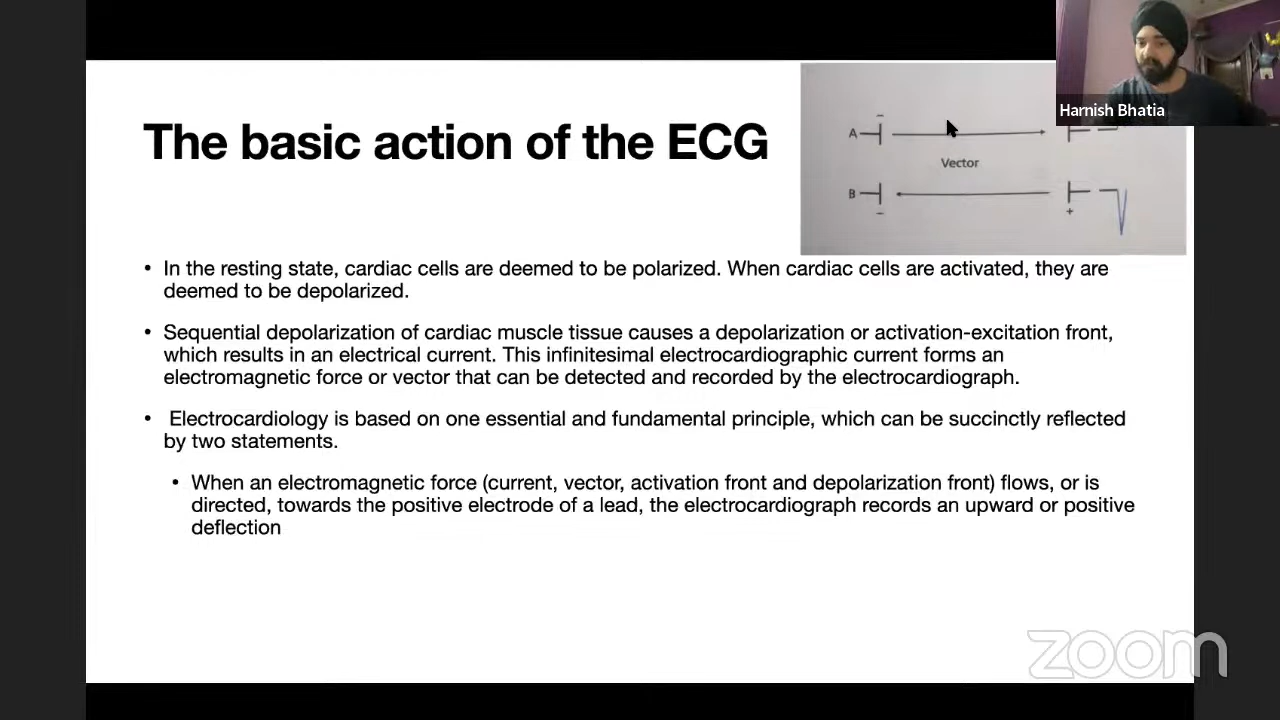 Harnish Bhatia
The basic action of the ECG
−
A
Vector
B
−
+
• In the resting state, cardiac cells are deemed to be polarized. When cardiac cells are activated, they are
deemed to be depolarized.
• Sequential depolarization of cardiac muscle tissue causes a depolarization or activation-excitation front,
which results in an electrical current. This infinitesimal electrocardiographic current forms an
electromagnetic force or vector that can be detected and recorded by the electrocardiograph.
• Electrocardiology is based on one essential and fundamental principle, which can be succinctly reflected
by two statements.
• When an electromagnetic force (current, vector, activation front and depolarization front) flows, or is
directed, towards the positive electrode of a lead, the electrocardiograph records an upward or positive
deflection
zoom